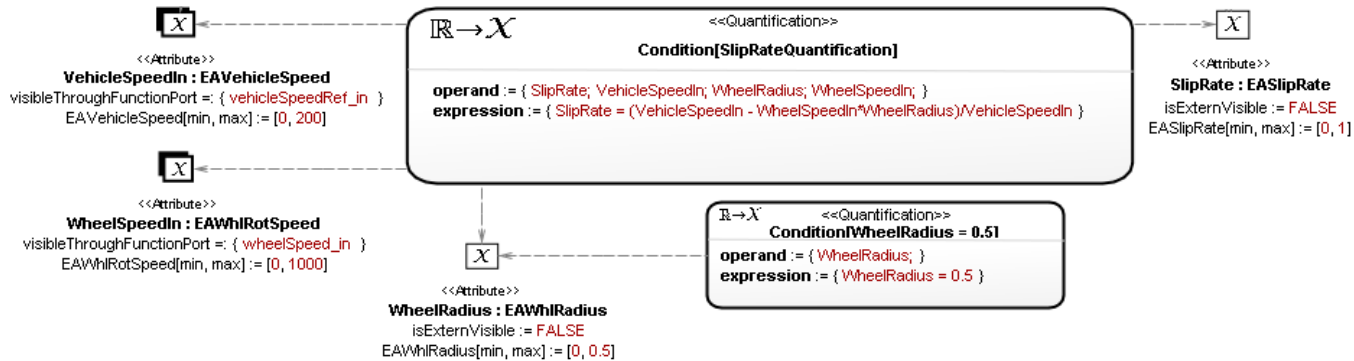 X
<<Attribute>>
VehicleSpeedIn : EAVehicleSpeed
visibleThroughFunctionPort =: { vehicleSpeedRef_in }
EAVehicleSpeed[min, max] := [0, 200]
ℝ→X
<<Quantification>>
Condition[SlipRateQuantification]
operand := { SlipRate; VehicleSpeedIn; WheelRadius; WheelSpeedIn; }
expression := { SlipRate = (VehicleSpeedIn - WheelSpeedIn*WheelRadius)/VehicleSpeedIn }
X
<<Attribute>>
SlipRate : EASlipRate
isExternVisible := FALSE
EASlipRate[min, max] := [0, 1]
X
<<Attribute>>
WheelSpeedIn : EAWhlRotSpeed
visibleThroughFunctionPort =: { wheelSpeed_in }
EAWhlRotSpeed[min, max] := [0, 1000]
X
<<Attribute>>
WheelRadius : EAWhlRadius
isExternVisible := FALSE
EAWhlRadius[min, max] := [0, 0.5]
ℝ→X
<<Quantification>>
Condition[WheelRadius = 0.5]
operand := { WheelRadius; }
expression := { WheelRadius = 0.5 }